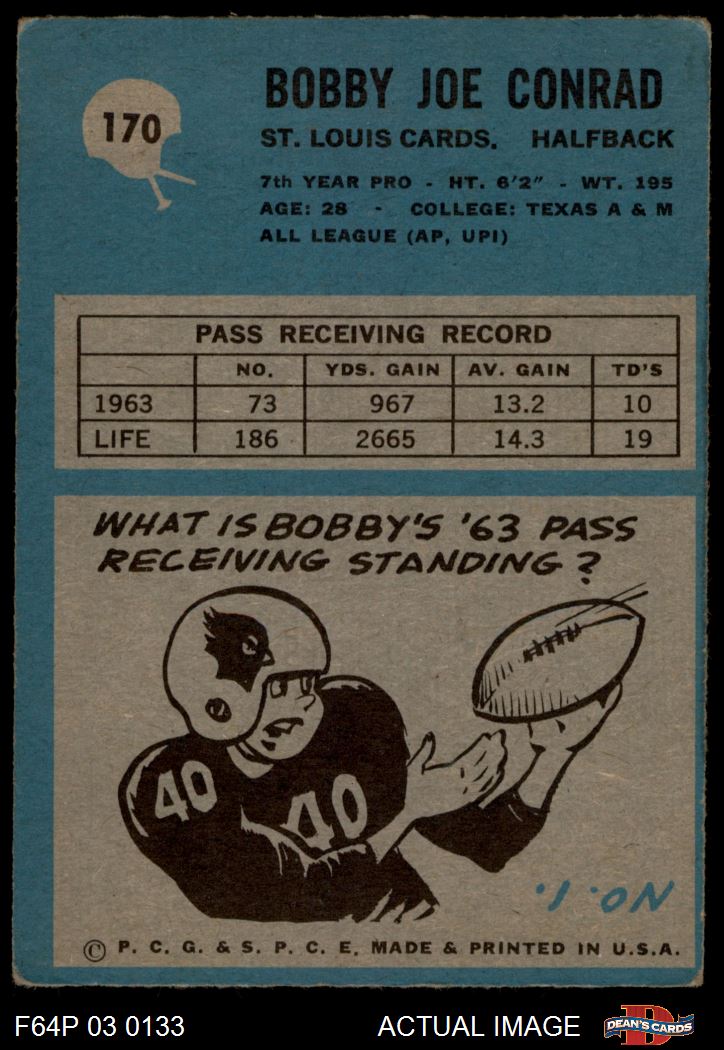 170
BOBBY JOE CONRAD
ST. LOUIS CARDS. HALFBACK
7th YEAR PRO - HT. 6'2" - WT. 195
AGE: 28 - COLLEGE: TEXAS A & M
ALL LEAGUE (AP, UPI)
PASS RECEIVING RECORD
NO. YDS. GAIN AV. GAIN TD'S
1963 73 967 13.2 10
LIFE 186 2665 14.3 19
WHAT IS BOBBY'S '63 PASS
RECEIVING STANDING?
40 40
NO. 1.
© P. C. G. & S. P. C. E. MADE & PRINTED IN U.S.A.
F64P 03 0133 ACTUAL IMAGE D DEAN'S CARDS